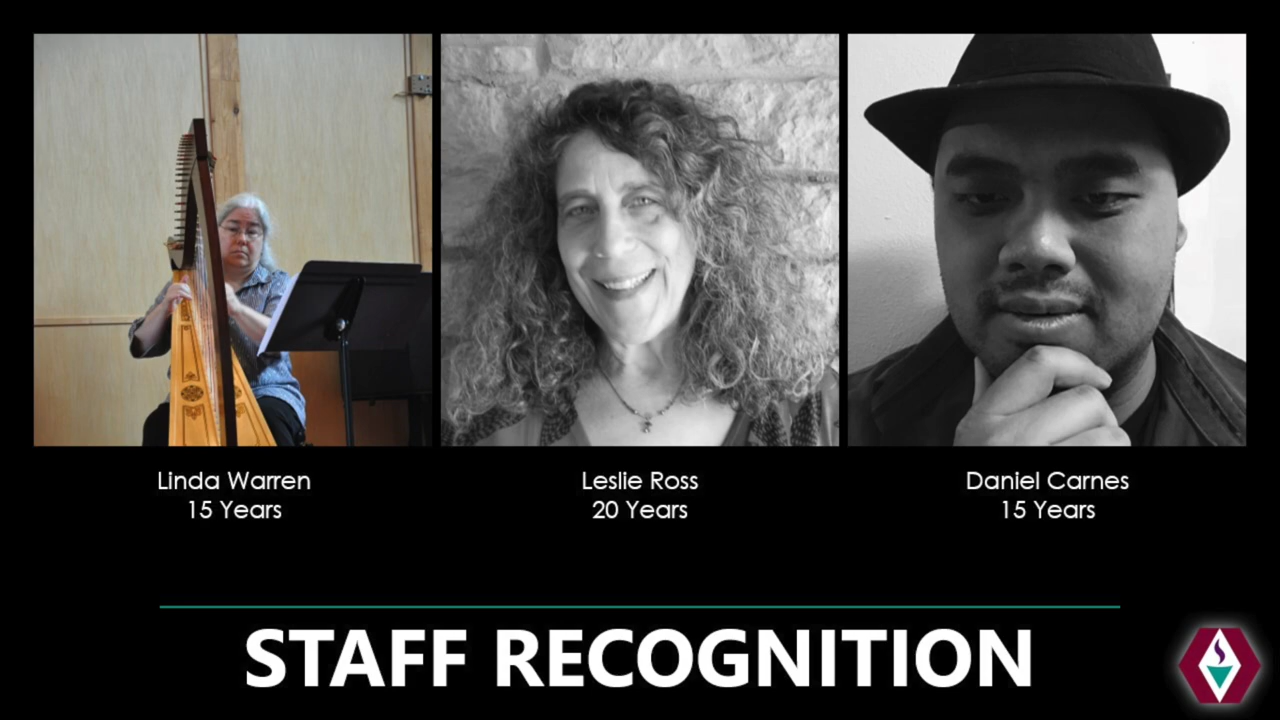 Linda Warren
15 Years
Leslie Ross
20 Years
Daniel Carnes
15 Years
STAFF RECOGNITION